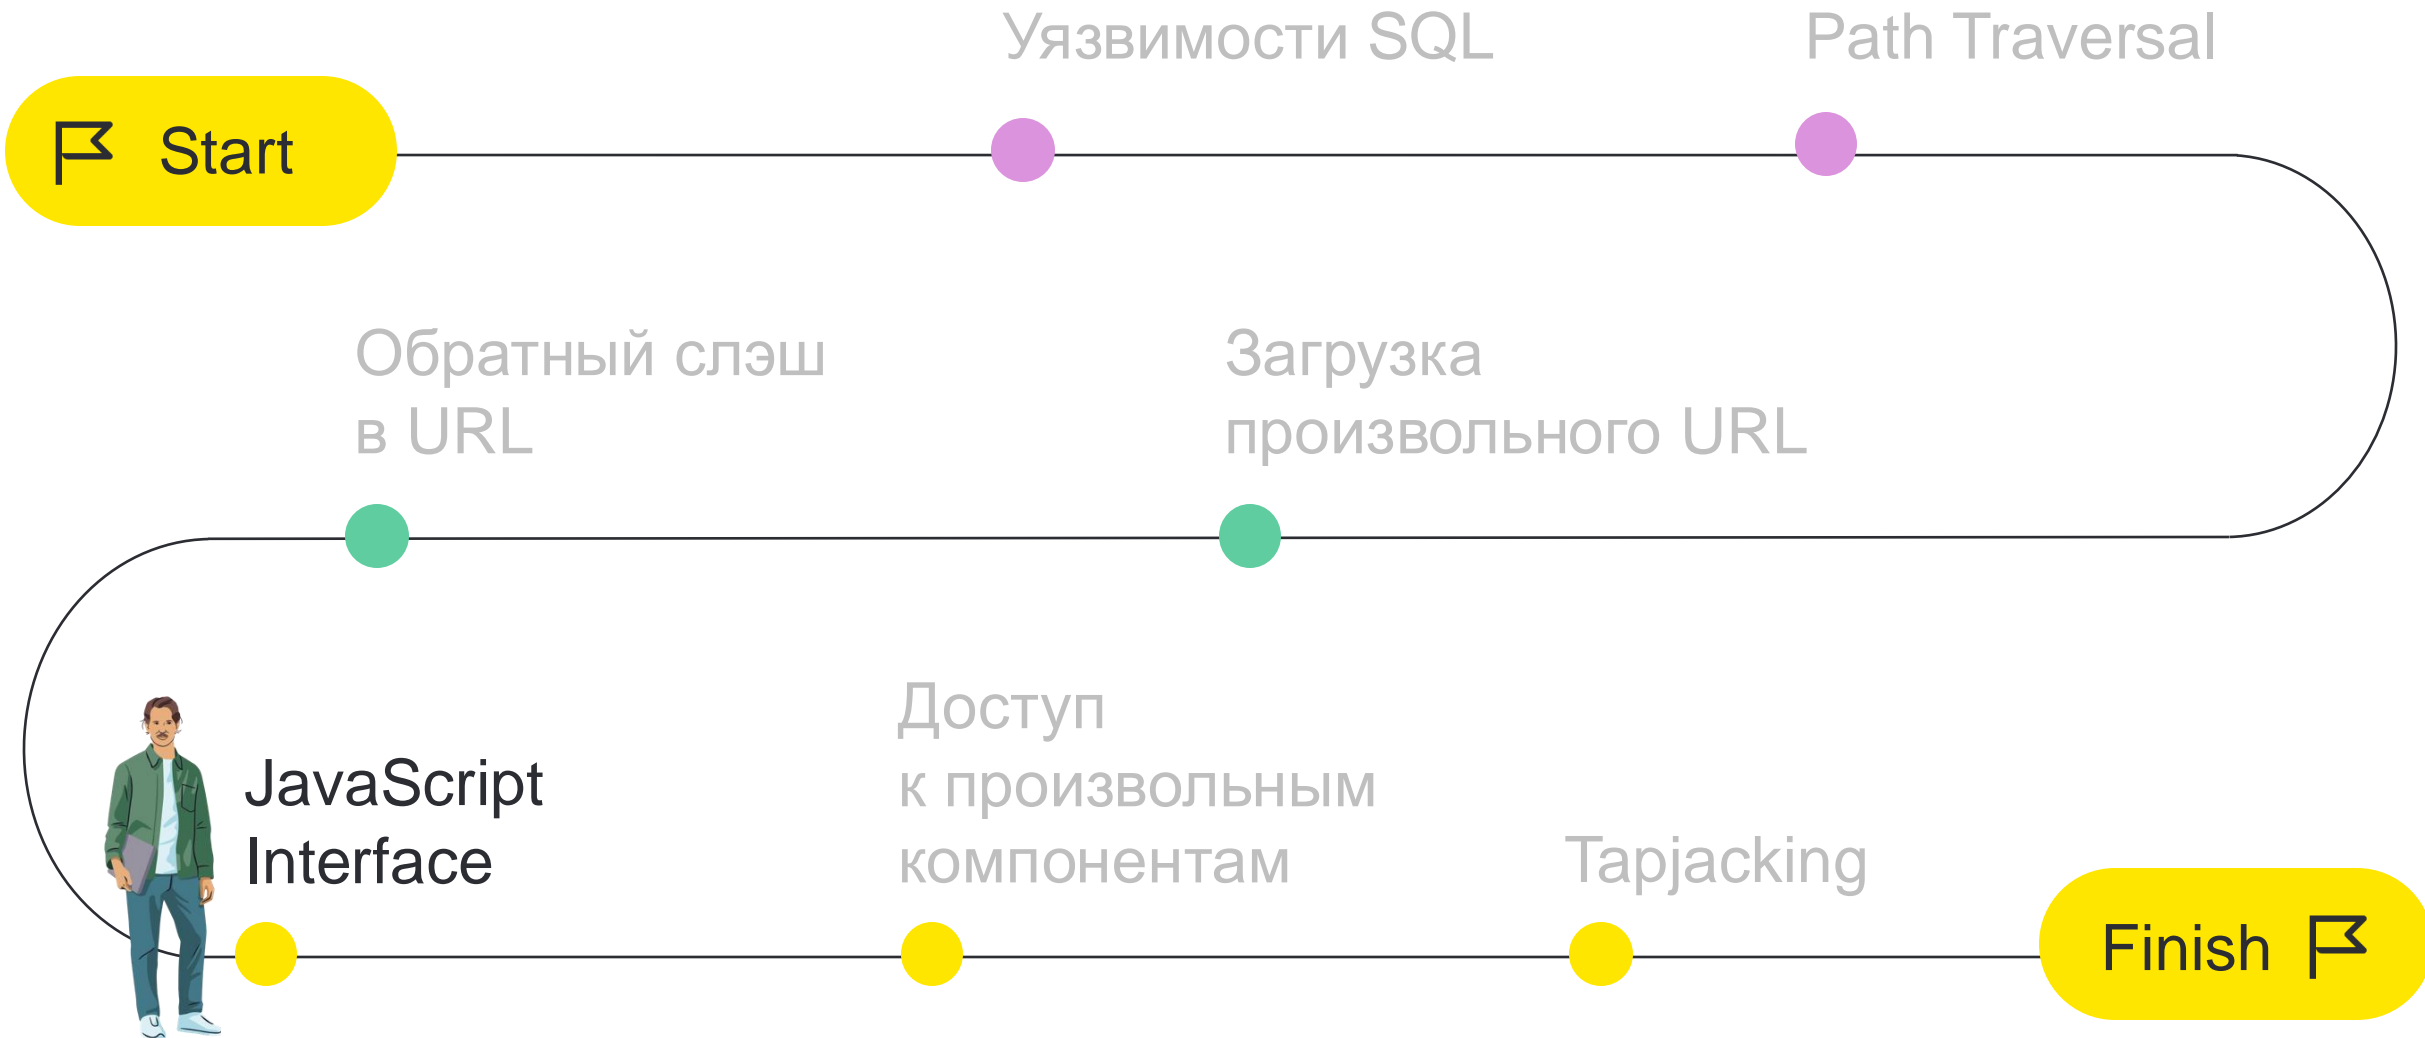 Уязвимости SQL
Path Traversal
Start
Обратный слэш
в URL
Загрузка
произвольного URL
JavaScript
Interface
Доступ
к произвольным
компонентам
Tapjacking
Finish